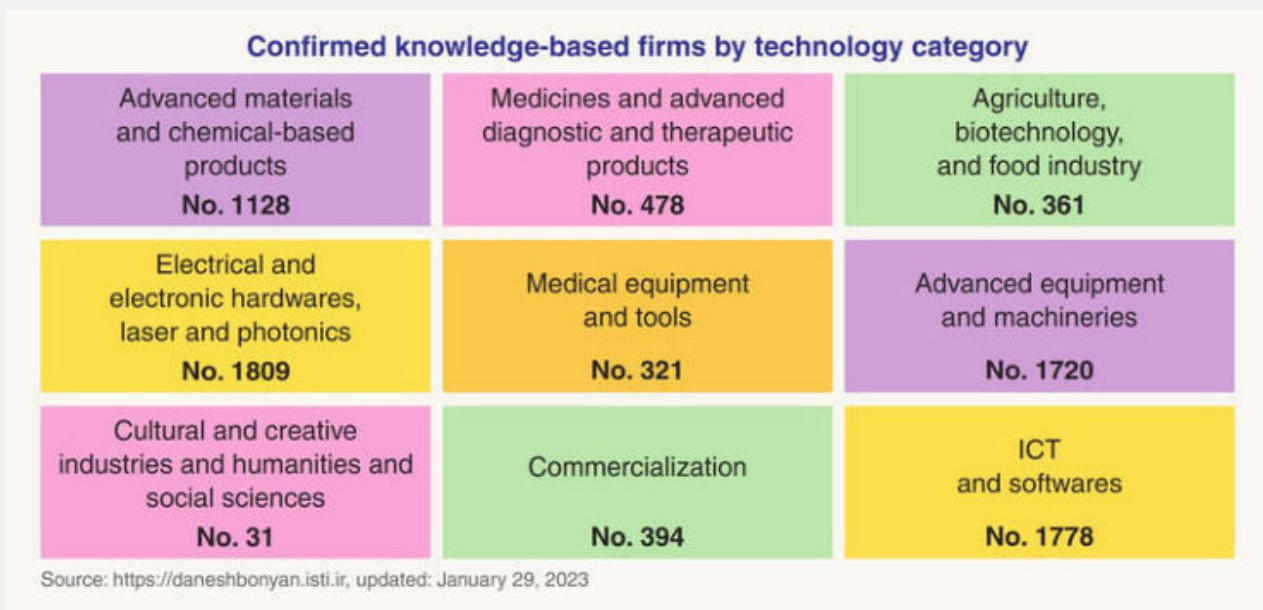 Confirmed knowledge-based firms by technology category
Advanced materials
and chemical-based
products
No. 1128
Medicines and advanced
diagnostic and therapeutic
products
No. 478
Agriculture,
biotechnology,
and food industry
No. 361
Electrical and
electronic hardwares,
laser and photonics
No. 1809
Medical equipment
and tools
No. 321
Advanced equipment
and machineries
No. 1720
Cultural and creative
industries and humanities and
social sciences
No. 31
Commercialization
No. 394
ICT
and softwares
No. 1778
Source: https://daneshbonyan.isti.ir, updated: January 29, 2023